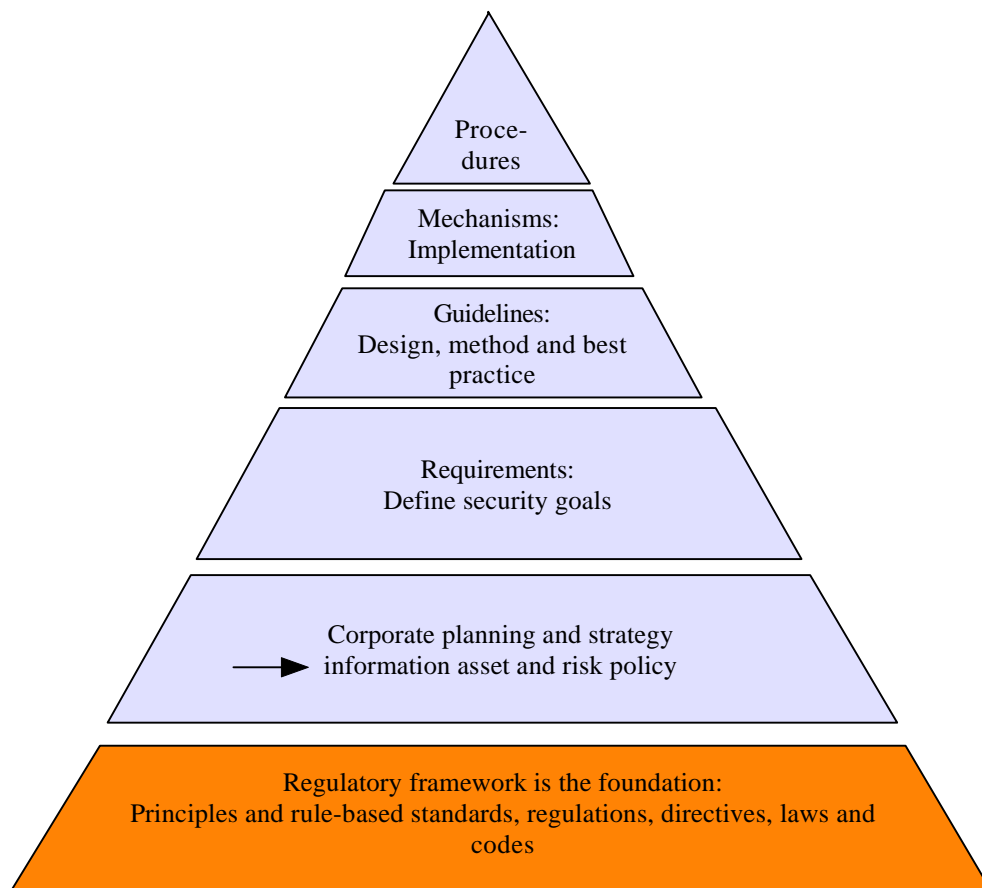 Proce-
dures
Mechanisms:
Implementation
Guidelines:
Design, method and best
practice
Requirements:
Define security goals
Corporate planning and strategy
information asset and risk policy
Regulatory framework is the foundation:
Principles and rule-based standards, regulations, directives, laws and
codes